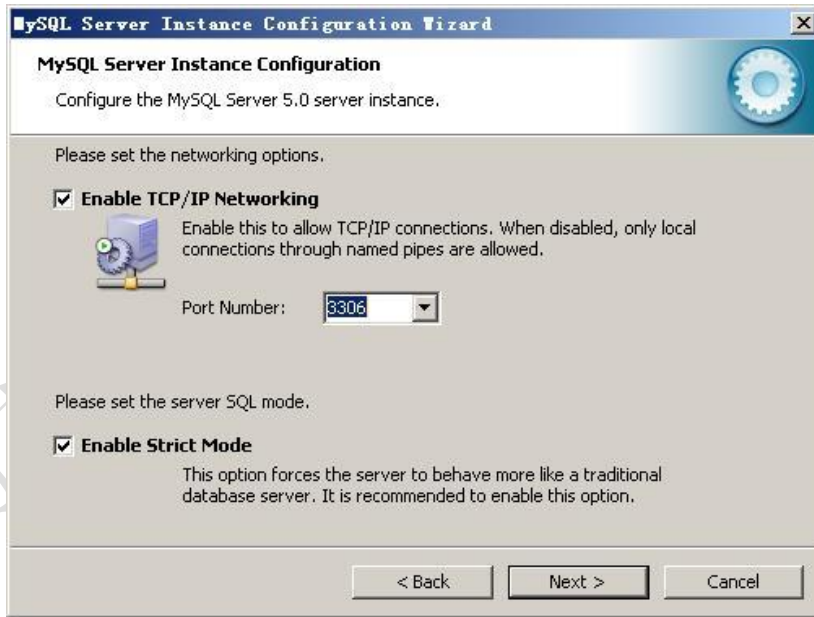 MySQL Server Instance Configuration Wizard
MySQL Server Instance Configuration
Configure the MySQL Server 5.0 server instance.
Please set the networking options.
Enable TCP/IP Networking
Enable this to allow TCP/IP connections. When disabled, only local
connections through named pipes are allowed.
Port Number: 3306
Please set the server SQL mode.
Enable Strict Mode
This option forces the server to behave more like a traditional
database server. It is recommended to enable this option.
< Back Next > Cancel